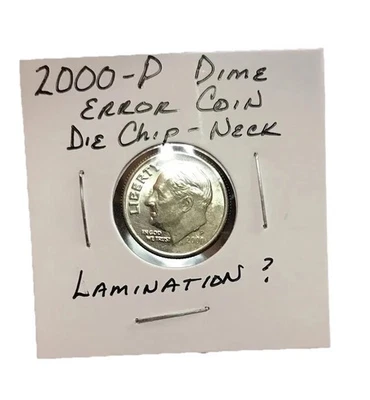 2000-P DIME
ERROR COIN
DIE CHIP - NECK
LIBERTY
IN GOD
WE TRUST
LAMINATION ?